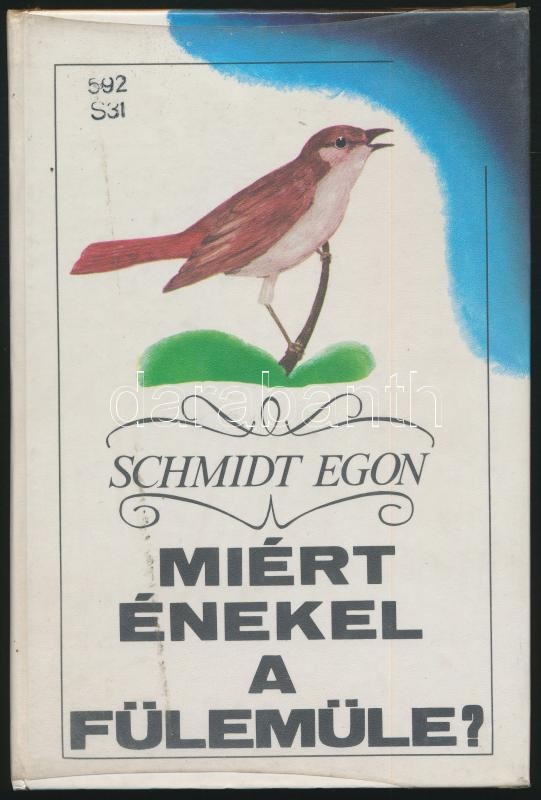 592
S31
darabanth
SCHMIDT EGON
MIÉRT
ÉNEKEL
A
FÜLEMÜLE?